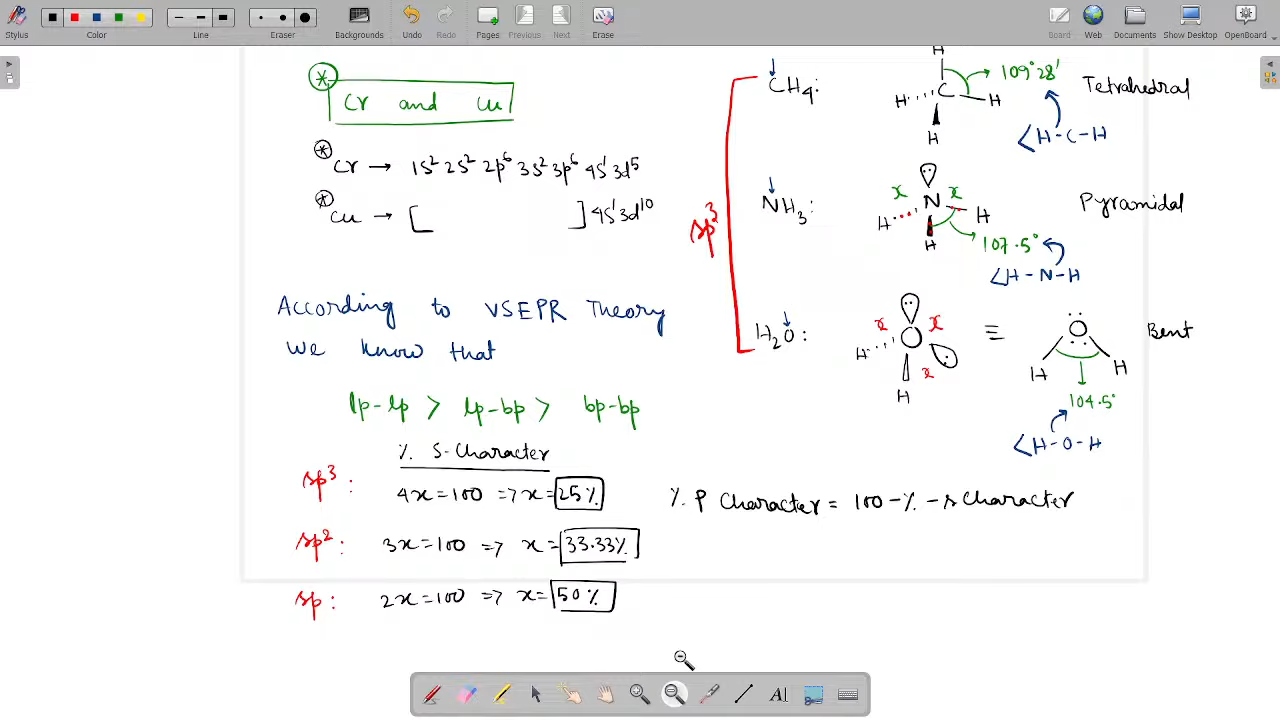 Stylus
Color
Line
Eraser
Backgrounds
Undo
Redo
Pages
Previous
Next
Erase
Board
Web
Documents
Show Desktop
OpenBoard
* Cr and Cu
* Cr → 1s² 2s² 2p⁶ 3s² 3p⁶ 4s¹ 3d⁵
* Cu → [ ] 4s¹ 3d¹⁰
According to VSEPR Theory
We know that
lp-lp > lp-bp > bp-bp
% S-Character
sp³ : 4x=100 => x= 25%
sp² : 3x=100 => x= 33.33%
sp : 2x=100 => x= 50%
sp³
CH₄:
H
H
C
H
H
109°28'
Tetrahedral
<H-C-H
NH₃:
x
x
H
N
H
H
107.5°
Pyramidal
<H-N-H
H₂O:
x
x
x
H
O
H
≡
O
H
H
104.5°
Bent
<H-O-H
% P Character = 100 - % - s Character
AI